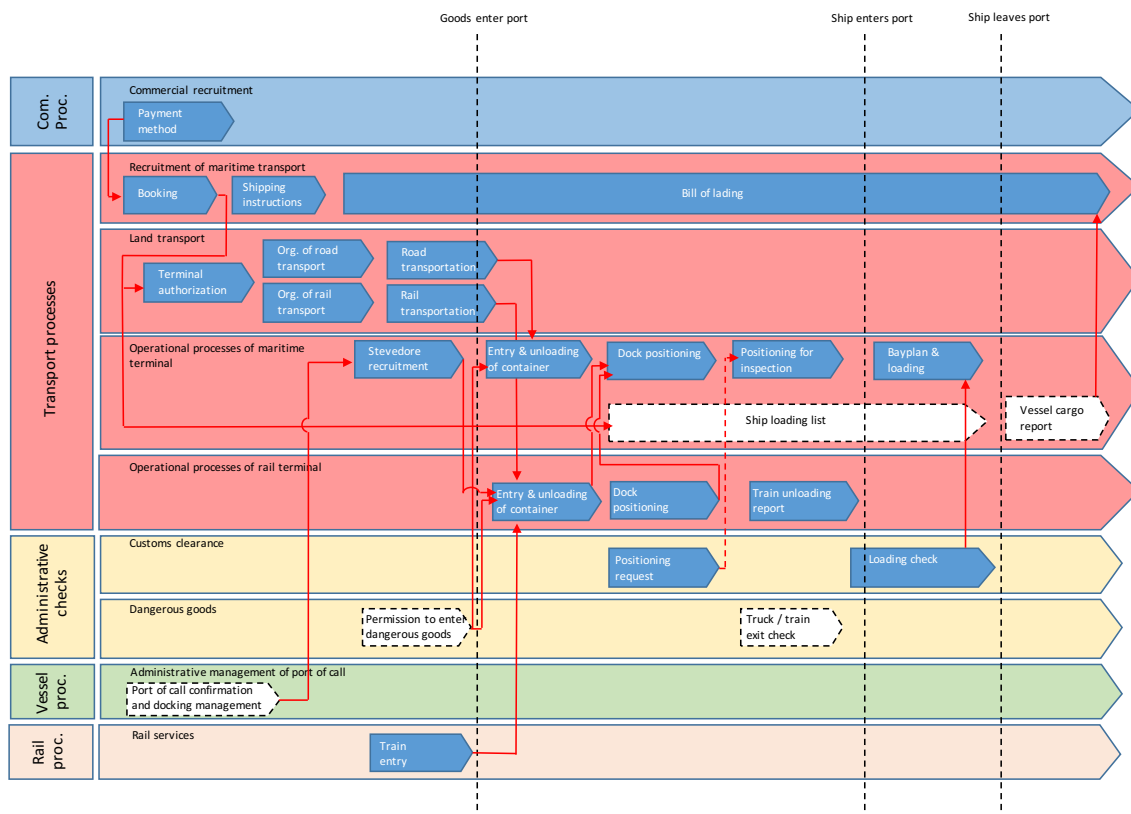 Goods enter port
Ship enters port
Ship leaves port
Com.
Proc.
Commercial recruitment
Payment
method
Transport processes
Recruitment of maritime transport
Booking
Shipping
instructions
Bill of lading
Land transport
Terminal
authorization
Org. of road
transport
Road
transportation
Org. of rail
transport
Rail
transportation
Operational processes of maritime
terminal
Stevedore
recruitment
Entry & unloading
of container
Dock positioning
Positioning for
inspection
Bayplan &
loading
Ship loading list
Vessel cargo
report
Operational processes of rail terminal
Entry & unloading
of container
Dock
positioning
Train unloading
report
Administrative
checks
Customs clearance
Positioning
request
Loading check
Dangerous goods
Permission to enter
dangerous goods
Truck / train
exit check
Vessel
proc.
Administrative management of port of call
Port of call confirmation
and docking management
Rail
proc.
Rail services
Train
entry